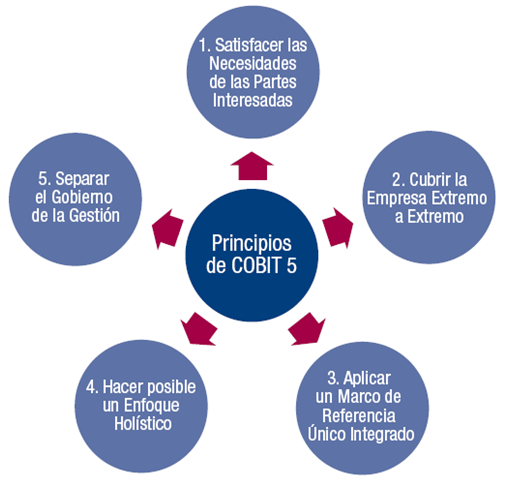 1. Satisfacer las
Necesidades
de las Partes
Interesadas
2. Cubrir la
Empresa Extremo
a Extremo
3. Aplicar
un Marco de
Referencia
Único Integrado
4. Hacer posible
un Enfoque
Holístico
5. Separar
el Gobierno
de la Gestión
Principios
de COBIT 5